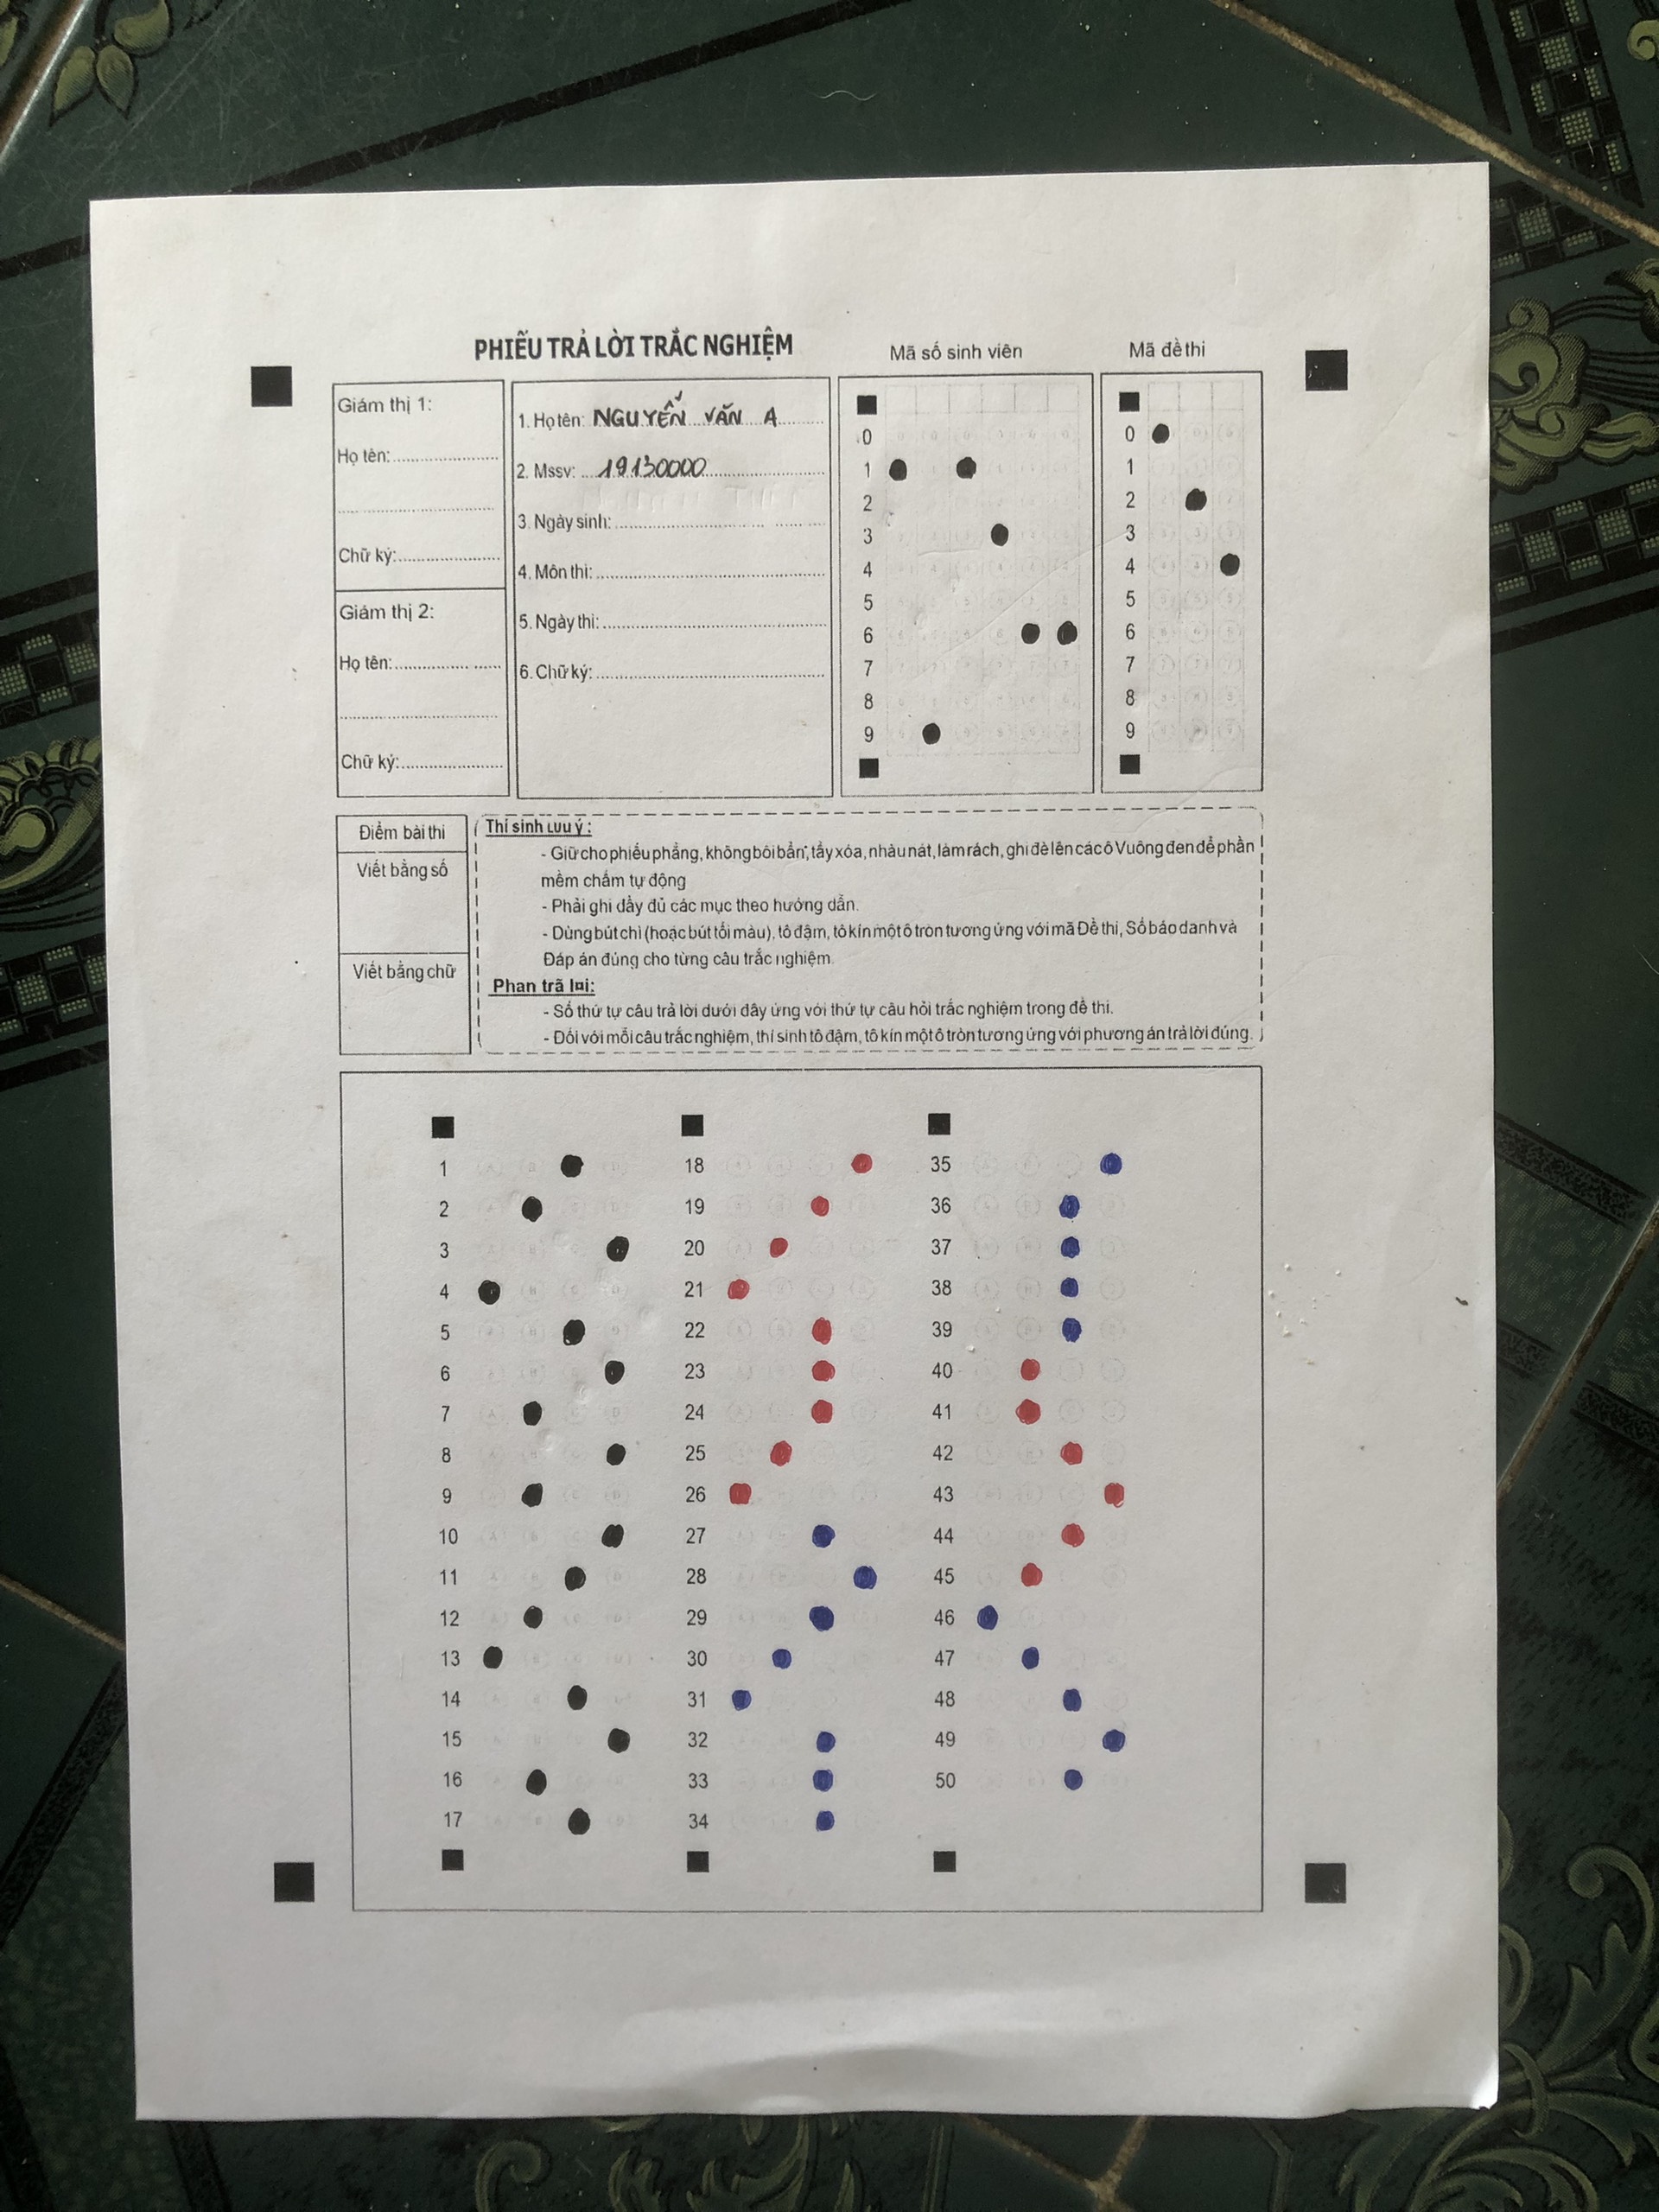 PHIẾU TRẢ LỜI TRẮC NGHIỆM
Mã số sinh viên
Mã đề thi
Giám thị 1:
Họ tên:
Chữ ký:
Giám thị 2:
Họ tên:
Chữ ký:
1. Họ tên: NGUYỄN VĂN A
2. Mssv: 19130000
3. Ngày sinh:
4. Môn thi:
5. Ngày thi:
6. Chữ ký:
0
1
2
3
4
5
6
7
8
9
0
1
2
3
4
5
6
7
8
9
Điểm bài thi
Viết bằng số
Viết bằng chữ
Thí sinh Lưu ý:
- Giữ cho phiếu phẳng, không bôi bẩn, tẩy xóa, nhàu nát, làm rách, ghi đè lên các ô Vuông đen để phần
mềm chấm tự động
- Phải ghi đầy đủ các mục theo hướng dẫn.
- Dùng bút chì (hoặc bút tối màu), tô đậm, tô kín một ô tròn tương ứng với mã Đề thi, Số báo danh và
Đáp án đúng cho từng câu trắc nghiệm.
Phan trã lời:
- Số thứ tự câu trả lời dưới đây ứng với thứ tự câu hỏi trắc nghiệm trong đề thi.
- Đối với mỗi câu trắc nghiệm, thí sinh tô đậm, tô kín một ô tròn tương ứng với phương án trả lời đúng.
1
2
3
4
5
6
7
8
9
10
11
12
13
14
15
16
17
18
19
20
21
22
23
24
25
26
27
28
29
30
31
32
33
34
35
36
37
38
39
40
41
42
43
44
45
46
47
48
49
50